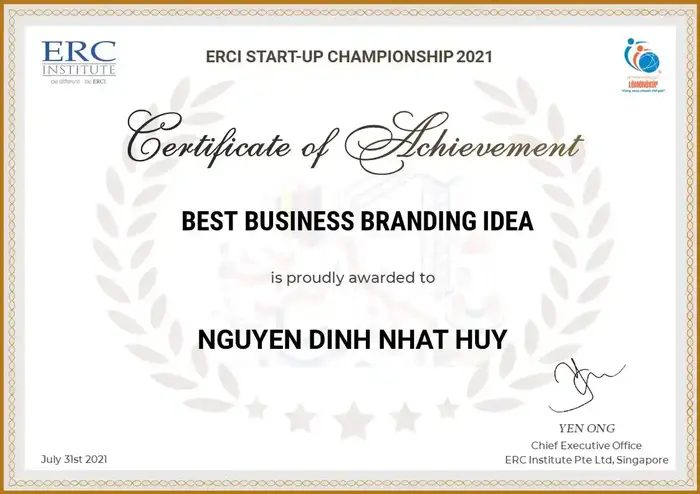 ERC
INSTITUTE
be different be ERCI
ERCI START-UP CHAMPIONSHIP 2021
LÔMÔNÔXỐP
Certificate of Achievement
BEST BUSINESS BRANDING IDEA
is proudly awarded to
NGUYEN DINH NHAT HUY
YEN ONG
Chief Executive Office
ERC Institute Pte Ltd, Singapore
July 31st 2021